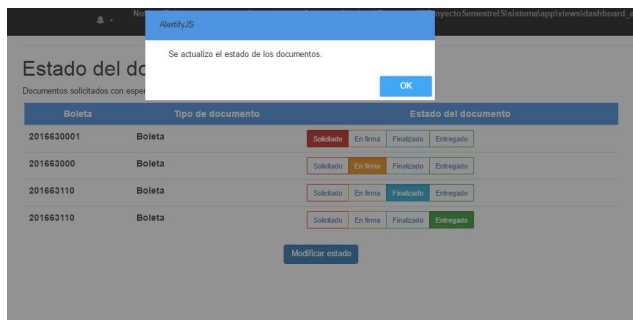 AlertifyJS
Se actualizo el estado de los documentos.
OK
Estado del do
Documentos solicitados con esper
Boleta Tipo de documento Estado del documento
2016630001 Boleta Solicitado En firma Finalizado Entregado
201663000 Boleta Solicitado En firma Finalizado Entregado
201663110 Boleta Solicitado En firma Finalizado Entregado
201663110 Boleta Solicitado En firma Finalizado Entregado
Modificar estado